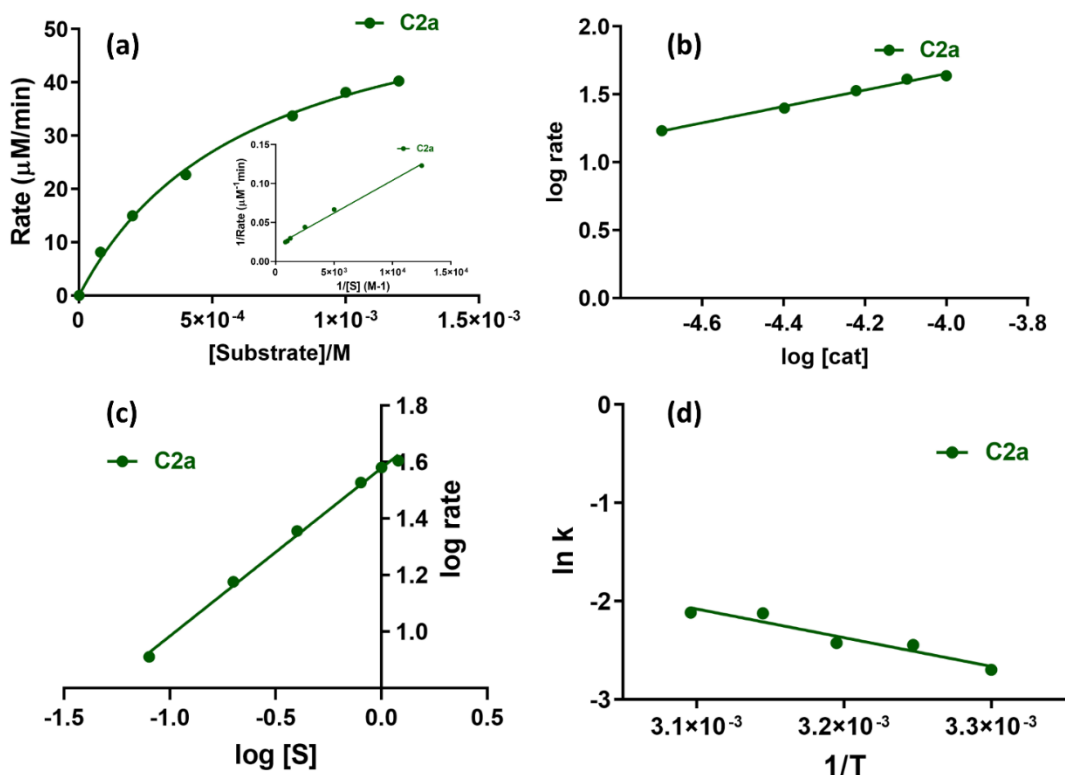 (a)
C2a
Rate (μM/min)
50
40
30
20
10
0
5×10⁻⁴
1×10⁻³
1.5×10⁻³
[Substrate]/M
C2a
1/Rate (μM⁻¹min)
0.15
0.10
0.05
0.00
0
5×10³
1×10⁴
1.5×10⁴
1/[S] (M-1)
(b)
C2a
log rate
2.0
1.5
1.0
0.5
0.0
-4.6
-4.4
-4.2
-4.0
-3.8
log [cat]
(c)
C2a
log rate
1.8
1.6
1.4
1.2
1.0
-1.5
-1.0
-0.5
0.0
0.5
log [S]
(d)
C2a
ln k
0
-1
-2
-3
3.1×10⁻³
3.2×10⁻³
3.3×10⁻³
1/T